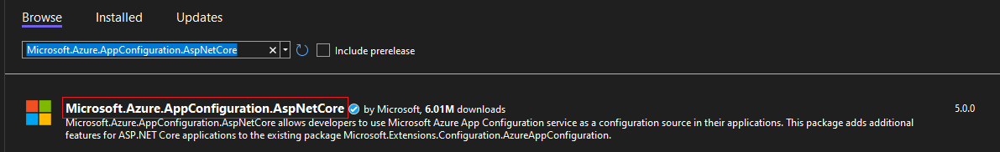 Browse Installed Updates
Microsoft.Azure.AppConfiguration.AspNetCore Include prerelease
Microsoft.Azure.AppConfiguration.AspNetCore by Microsoft, 6.01M downloads 5.0.0
Microsoft.Azure.AppConfiguration.AspNetCore allows developers to use Microsoft Azure App Configuration service as a configuration source in their applications. This package adds additional
features for ASP.NET Core applications to the existing package Microsoft.Extensions.Configuration.AzureAppConfiguration.